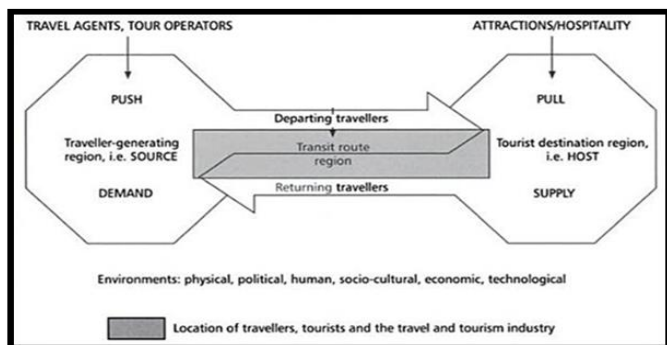 TRAVEL AGENTS, TOUR OPERATORS
ATTRACTIONS/HOSPITALITY
PUSH
PULL
Departing travellers
Traveller-generating
region, i.e. SOURCE
Transit route
region
Tourist destination region,
i.e. HOST
DEMAND
Returning travellers
SUPPLY
Environments: physical, political, human, socio-cultural, economic, technological
Location of travellers, tourists and the travel and tourism industry